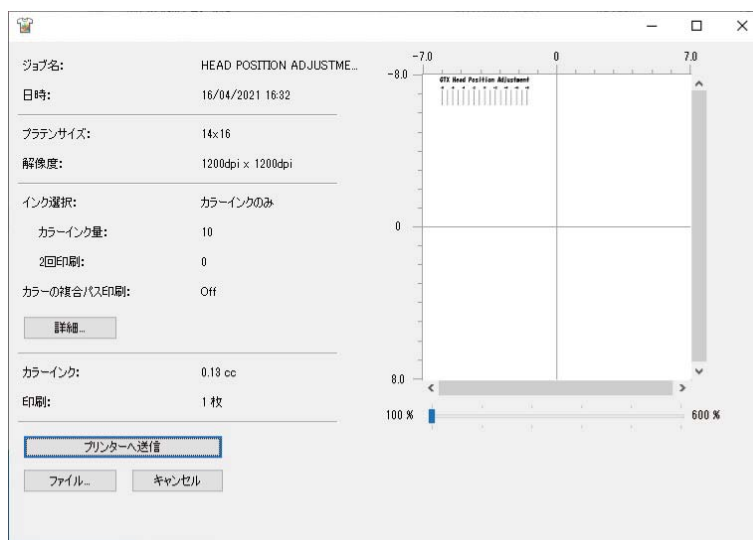 ジョブ名: HEAD POSITION ADJUSTME...
日時: 16/04/2021 16:32
プラテンサイズ: 14x16
解像度: 1200dpi x 1200dpi
インク選択: カラーインクのみ
カラーインク量: 10
2回印刷: 0
カラーの複合パス印刷: Off
詳細...
カラーインク: 0.13 cc
印刷: 1 枚
プリンターへ送信
ファイル... キャンセル
-7.0 0 7.0
-8.0
GTX Head Position Adjustment
0
8.0
100 % 600 %